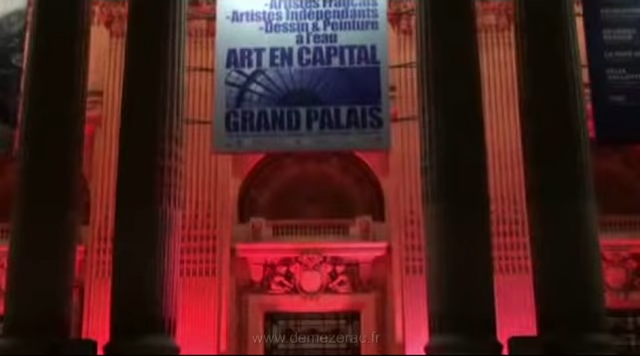 -Artistes Français
-Artistes Indépendants
-Dessin & Peinture
à l'eau
ART EN CAPITAL
GRAND PALAIS
www.demezerac.fr